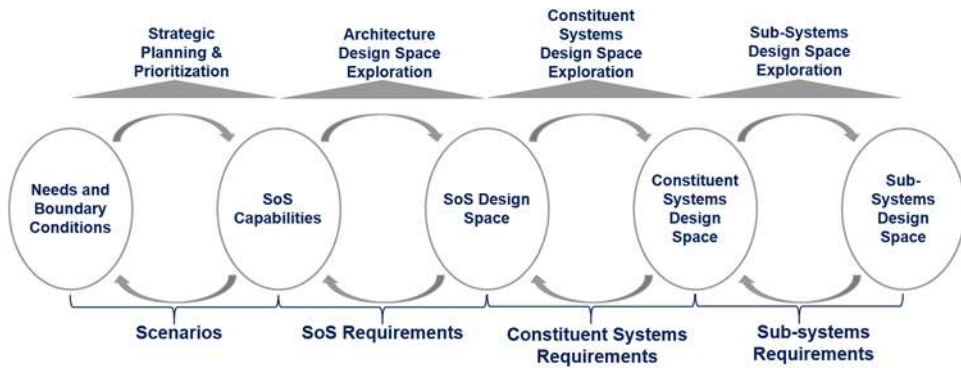 Strategic
Planning &
Prioritization
Architecture
Design Space
Exploration
Constituent
Systems
Design Space
Exploration
Sub-Systems
Design Space
Exploration
Needs and
Boundary
Conditions
SoS
Capabilities
SoS Design
Space
Constituent
Systems
Design
Space
Sub-
Systems
Design
Space
Scenarios
SoS Requirements
Constituent Systems
Requirements
Sub-systems
Requirements